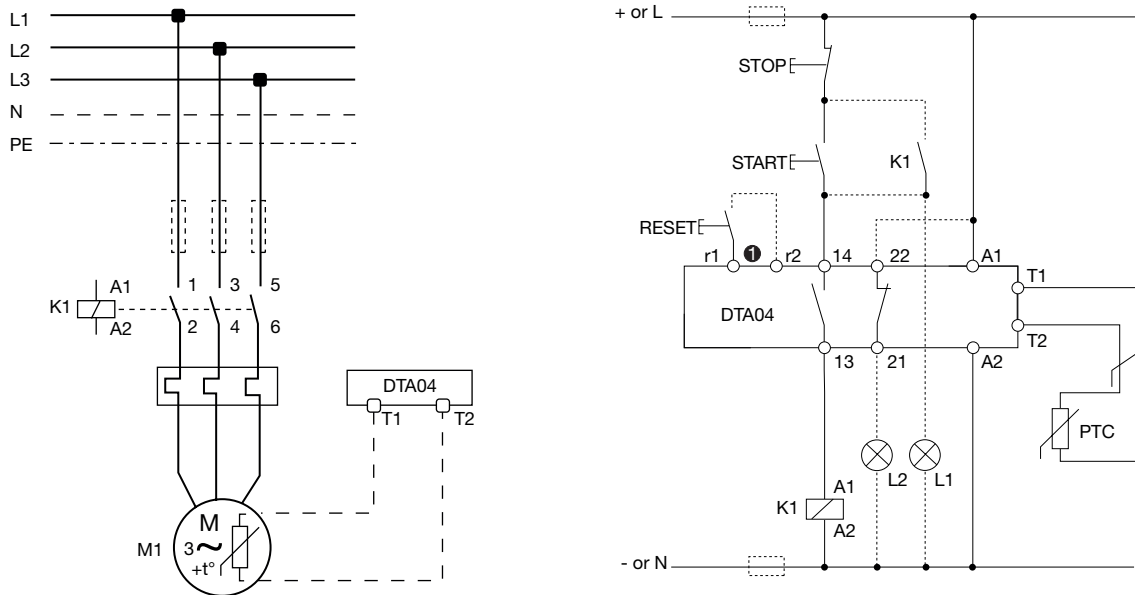 L1
L2
L3
N
PE
K1
A1
A2
1 3 5
2 4 6
DTA04
T1 T2
M1
M
3 ~
+t°
+ or L
STOP
START
K1
RESET
r1 1 r2 14 22 A1
T1
DTA04
T2
13 21 A2
PTC
L2 L1
K1
A1
A2
- or N